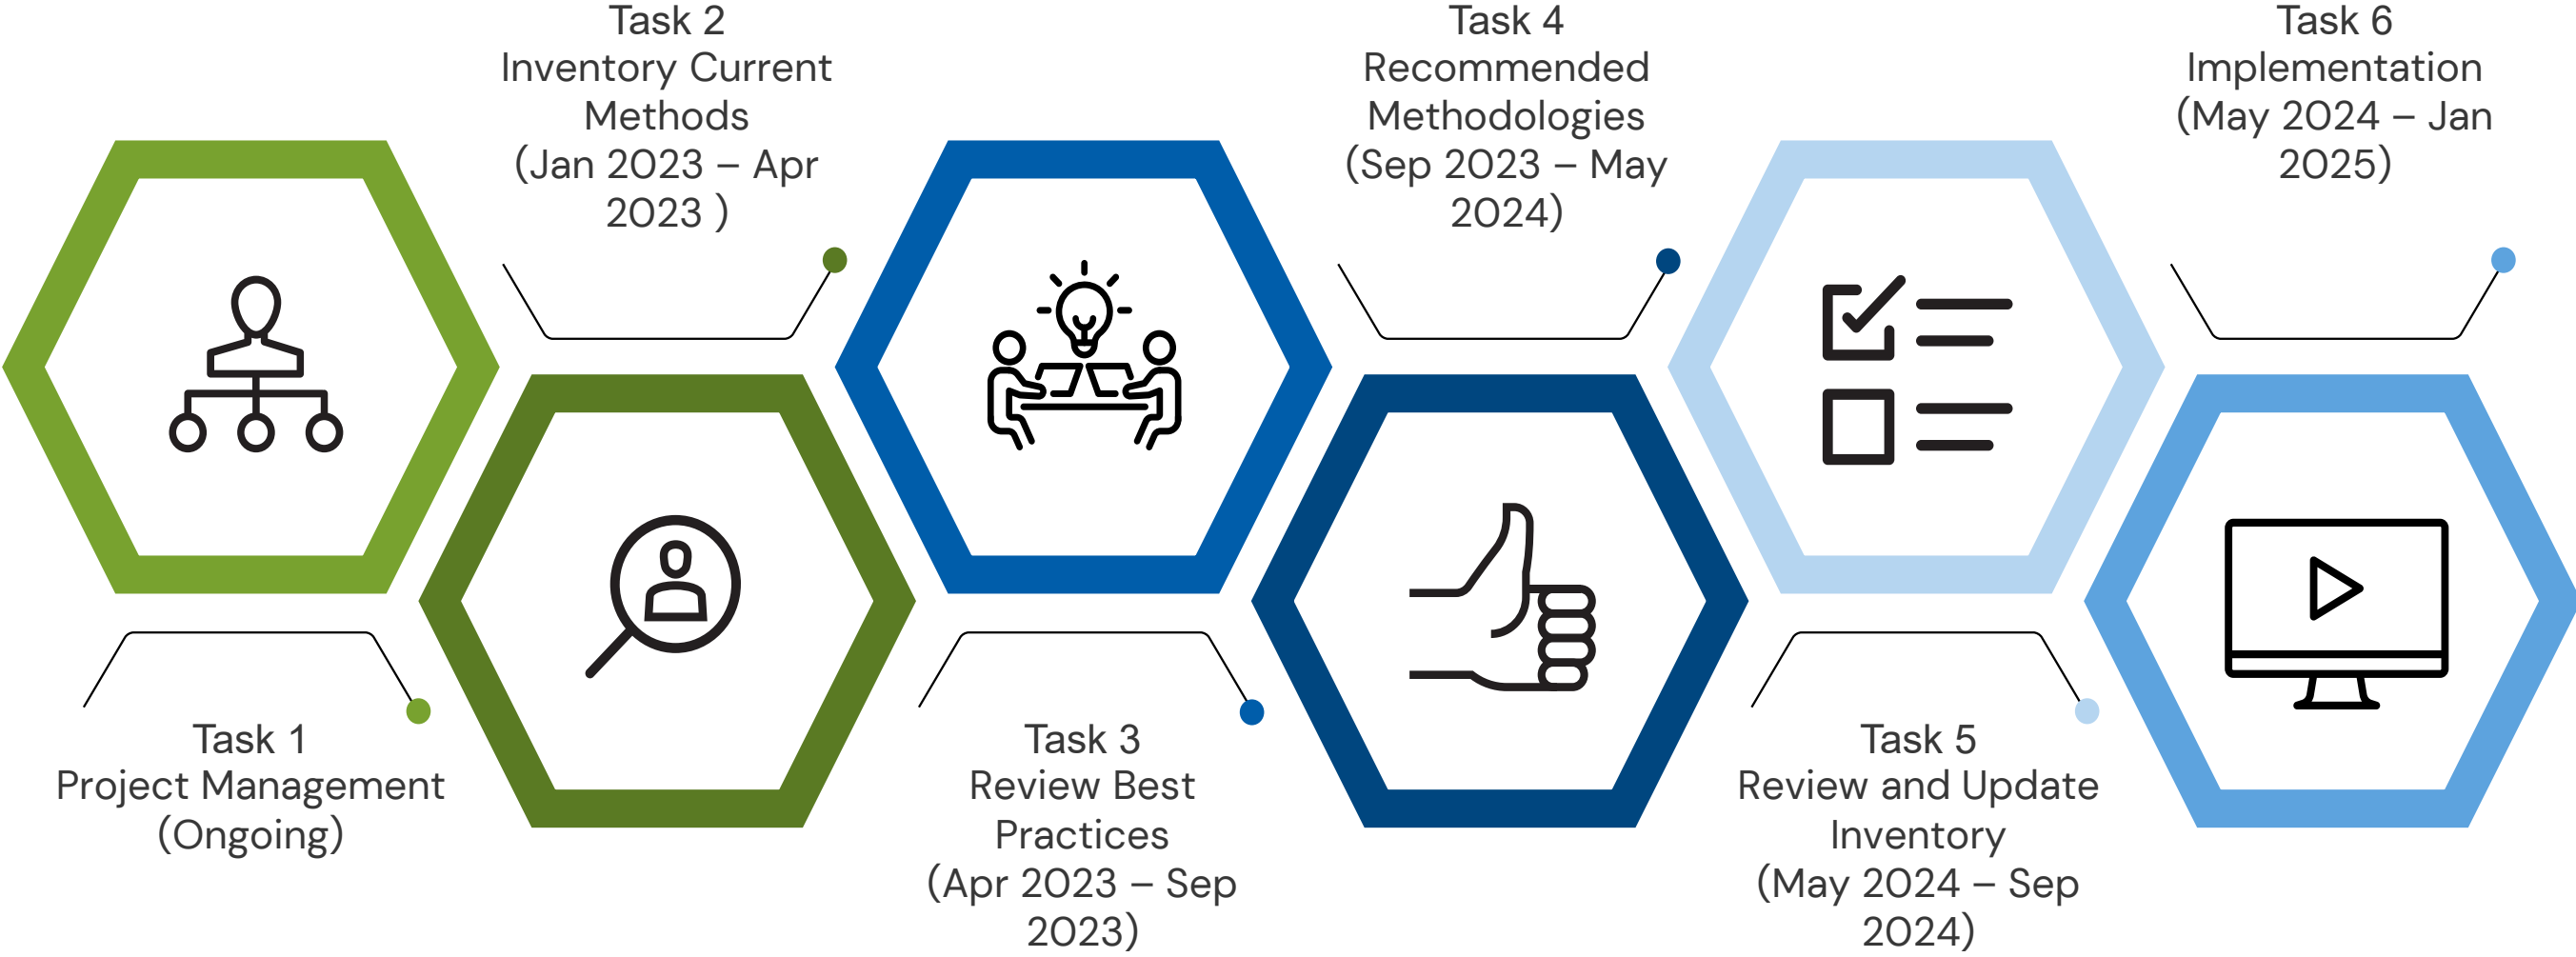 Task 1
Project Management
(Ongoing)
Task 2
Inventory Current
Methods
(Jan 2023 – Apr
2023 )
Task 3
Review Best
Practices
(Apr 2023 – Sep
2023)
Task 4
Recommended
Methodologies
(Sep 2023 – May
2024)
Task 5
Review and Update
Inventory
(May 2024 – Sep
2024)
Task 6
Implementation
(May 2024 – Jan
2025)